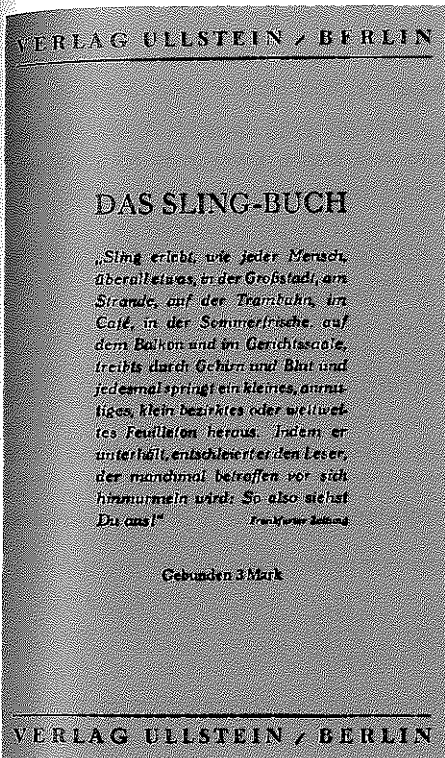 VERLAG ULLSTEIN / BERLIN
DAS SLING-BUCH
„Sling erlebt, wie jeder Mensch,
überall etwas, in der Großstadt, am
Strande, auf der Trambahn, im
Café, in der Sommerfrische, auf
dem Balkon und im Gerichtssaale,
treibts durch Gehirn und Blut und
jedesmal springt ein kleines, anmu-
tiges, klein bezirktes oder weltwei-
tes Feuilleton heraus. Indem er
unterhält, entschleiert er den Leser,
der manchmal betroffen vor sich
hinmurmeln wird: So also siehst
Du aus!“ Frankfurter Zeitung
Gebunden 3 Mark
VERLAG ULLSTEIN / BERLIN